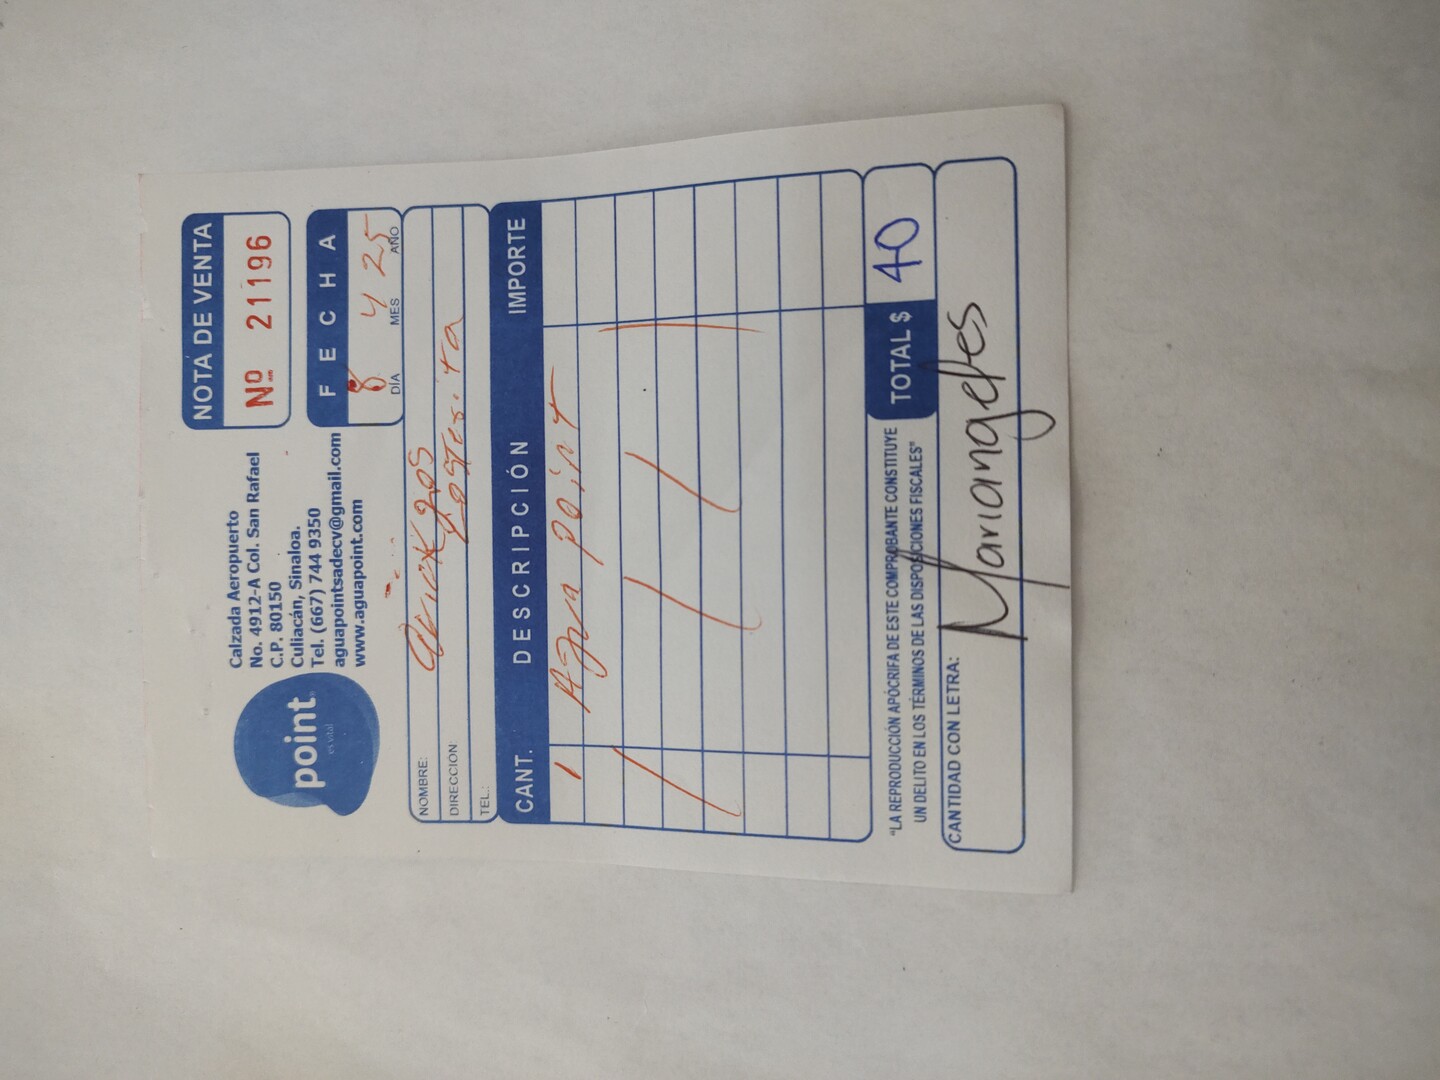 point
es vital
Calzada Aeropuerto
No. 4912-A Col. San Rafael
C.P. 80150
Culiacán, Sinaloa.
Tel. (667) 744 9350
aguapointsadecv@gmail.com
www.aguapoint.com
NOTA DE VENTA
Nº 21196
FECHA
8 4 25
DÍA MES AÑO
NOMBRE:
DIRECCION:
TEL.:
CANT. DESCRIPCIÓN IMPORTE
1 Agua Point
TOTAL $ 40
"LA REPRODUCCIÓN APÓCRIFA DE ESTE COMPROBANTE CONSTITUYE
UN DELITO EN LOS TÉRMINOS DE LAS DISPOSICIONES FISCALES"
CANTIDAD CON LETRA:
Mariangeles